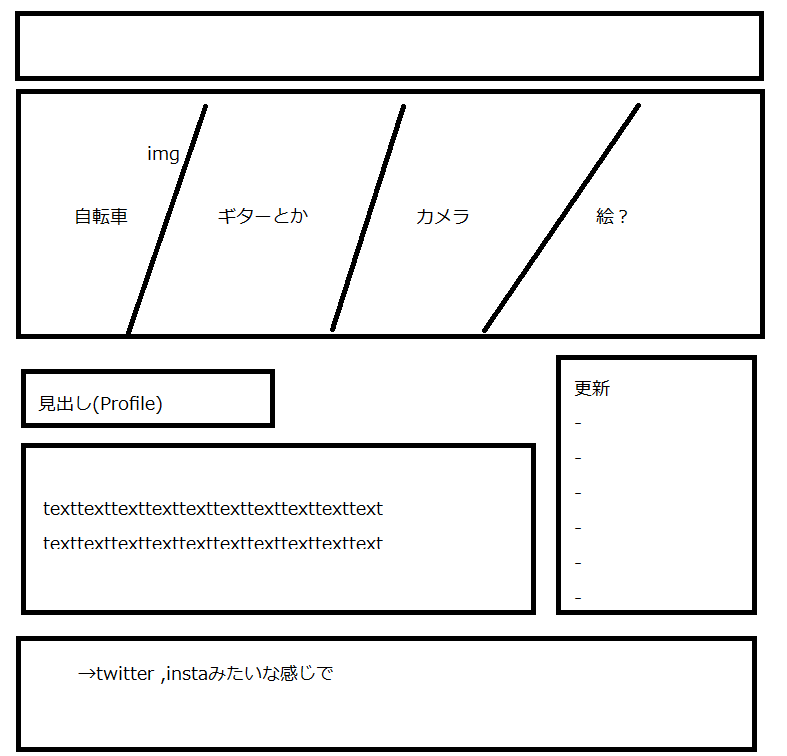 img
自転車
ギターとか
カメラ
絵？
見出し(Profile)
texttexttexttexttexttexttexttexttexttext
texttexttexttexttexttexttexttexttexttext
更新
-
-
-
-
-
-
→twitter ,instaみたいな感じで